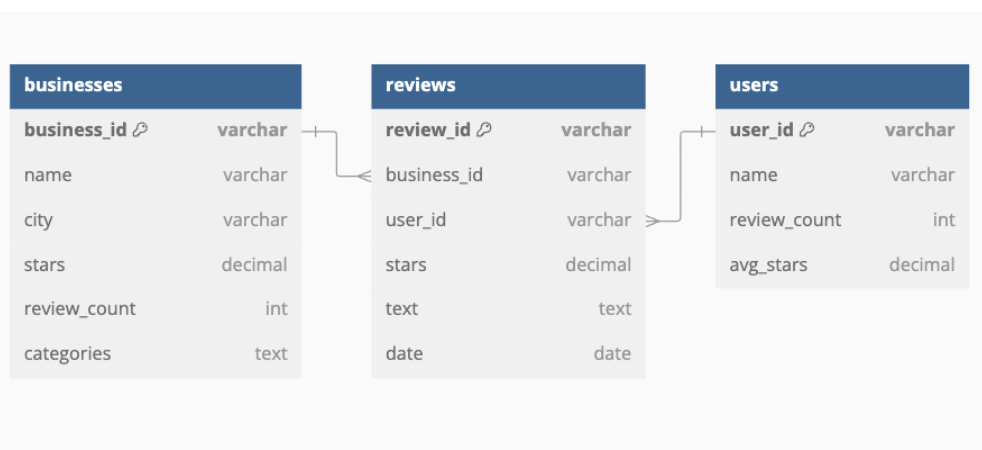 businesses
business_id varchar
name varchar
city varchar
stars decimal
review_count int
categories text
reviews
review_id varchar
business_id varchar
user_id varchar
stars decimal
text text
date date
users
user_id varchar
name varchar
review_count int
avg_stars decimal